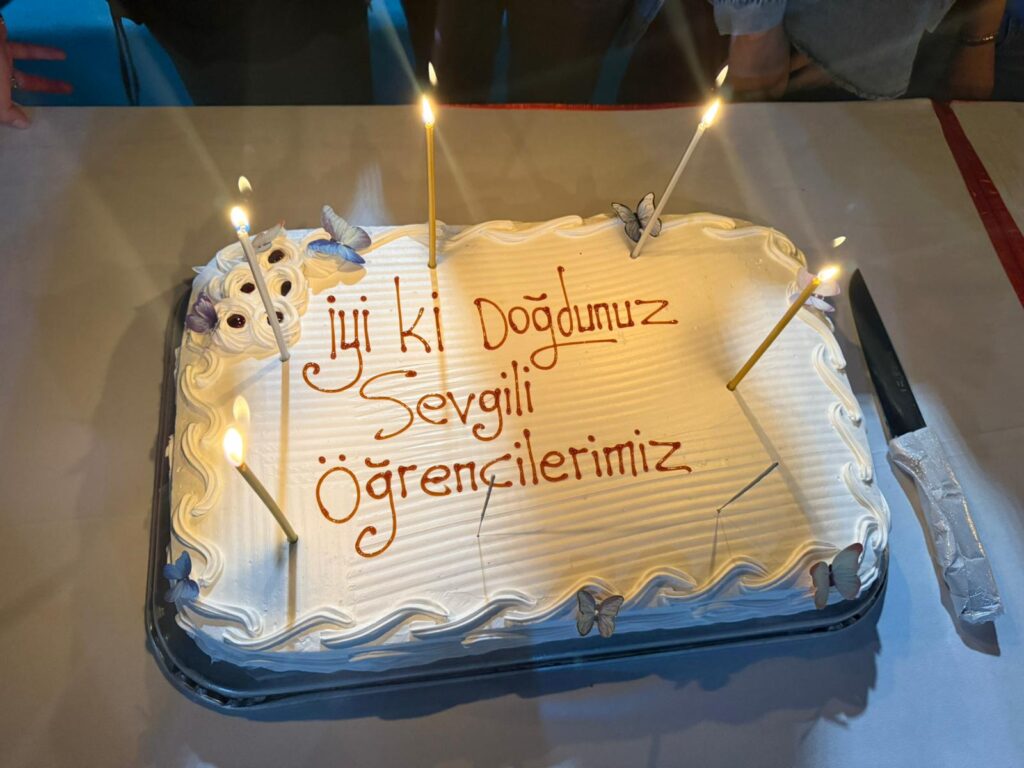 iyi ki Doğdunuz
Sevgili
Öğrencilerimiz